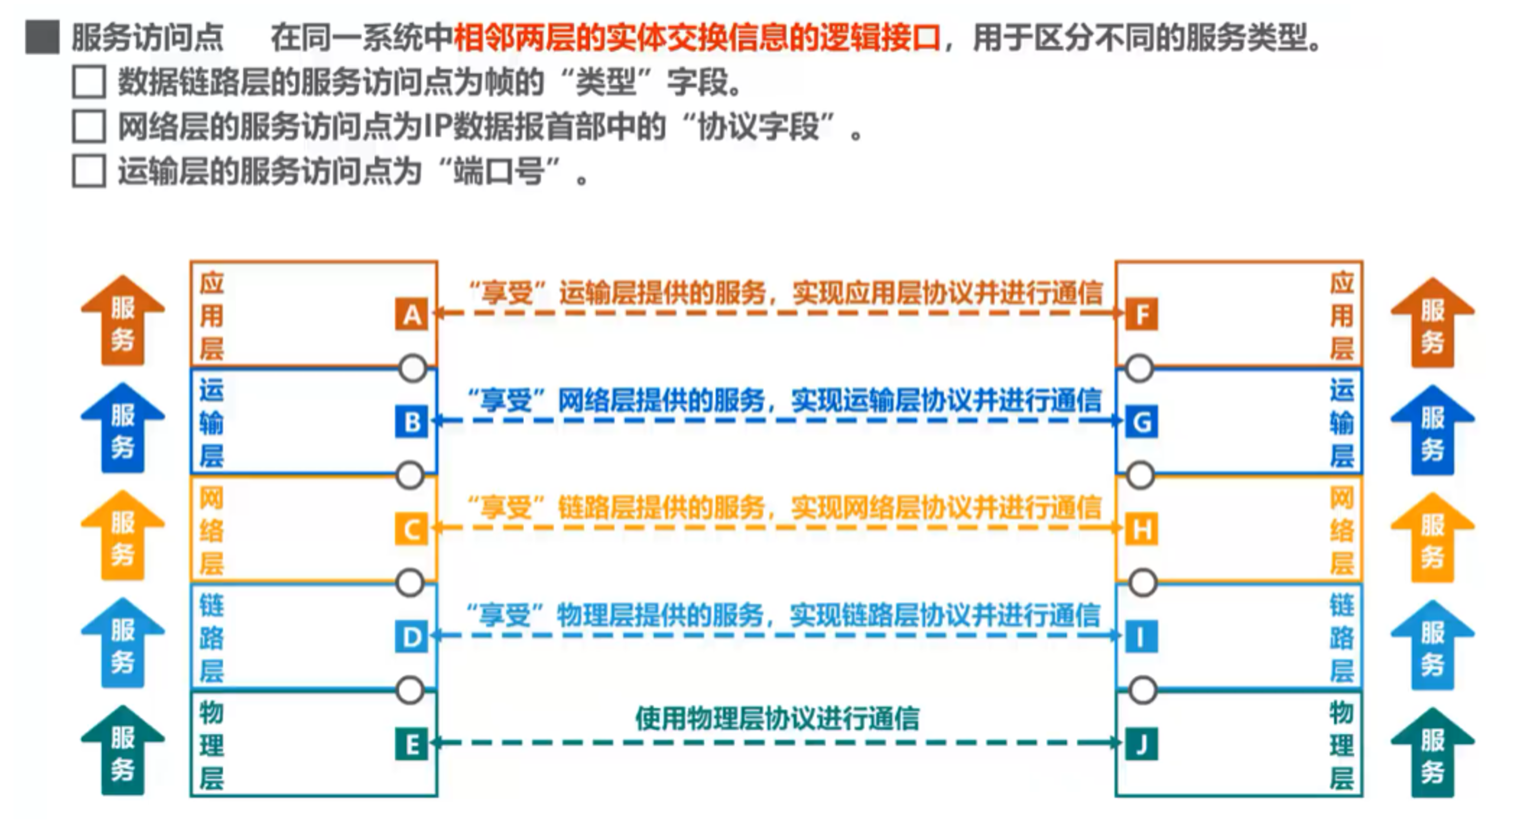 服务访问点 在同一系统中相邻两层的实体交换信息的逻辑接口，用于区分不同的服务类型。
数据链路层的服务访问点为帧的“类型”字段。
网络层的服务访问点为IP数据报首部中的“协议字段”。
运输层的服务访问点为“端口号”。
服务
应用层
A
“享受”运输层提供的服务，实现应用层协议并进行通信
F
应用层
服务
服务
运输层
B
“享受”网络层提供的服务，实现运输层协议并进行通信
G
运输层
服务
服务
网络层
C
“享受”链路层提供的服务，实现网络层协议并进行通信
H
网络层
服务
服务
链路层
D
“享受”物理层提供的服务，实现链路层协议并进行通信
I
链路层
服务
服务
物理层
E
使用物理层协议进行通信
J
物理层
服务